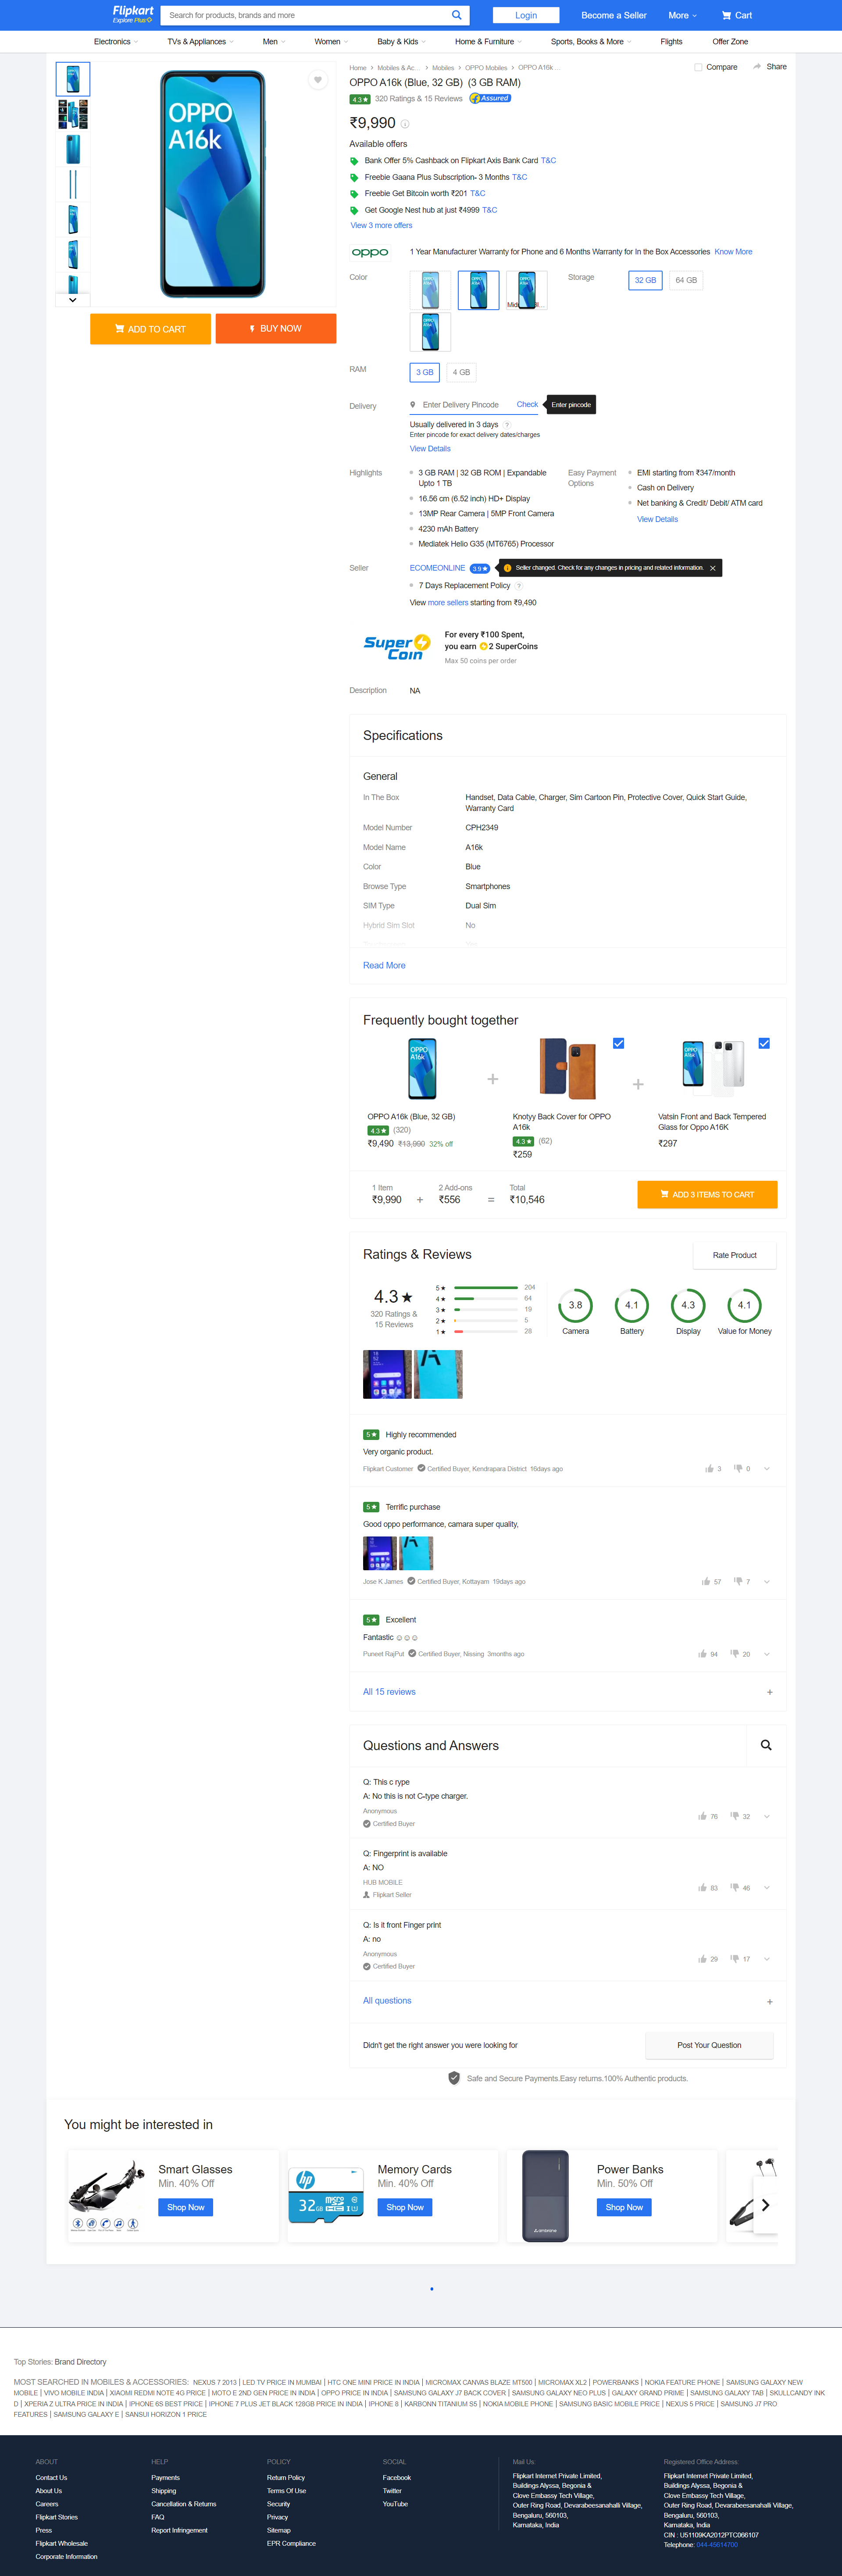 Flipkart
Explore Plus
Search for products, brands and more
Login
Become a Seller
More
Cart
Electronics
TVs & Appliances
Men
Women
Baby & Kids
Home & Furniture
Sports, Books & More
Flights
Offer Zone
Home > Mobiles & Ac... > Mobiles > OPPO Mobiles > OPPO A16k ...
Compare
Share
OPPO A16k (Blue, 32 GB) (3 GB RAM)
4.3★ 320 Ratings & 15 Reviews Assured
₹9,990
Available offers
Bank Offer 5% Cashback on Flipkart Axis Bank Card T&C
Freebie Gaana Plus Subscription- 3 Months T&C
Freebie Get Bitcoin worth ₹201 T&C
Get Google Nest hub at just ₹4999 T&C
View 3 more offers
OPPO
A16k
ADD TO CART
BUY NOW
oppo
1 Year Manufacturer Warranty for Phone and 6 Months Warranty for In the Box Accessories Know More
Color
Storage
32 GB
64 GB
RAM
3 GB
4 GB
Delivery
Enter Delivery Pincode
Check
Enter pincode
Usually delivered in 3 days ?
Enter pincode for exact delivery dates/charges
View Details
Highlights
3 GB RAM | 32 GB ROM | Expandable
Upto 1 TB
16.56 cm (6.52 inch) HD+ Display
13MP Rear Camera | 5MP Front Camera
4230 mAh Battery
Mediatek Helio G35 (MT6765) Processor
Easy Payment
Options
EMI starting from ₹347/month
Cash on Delivery
Net banking & Credit/ Debit/ ATM card
View Details
Seller
ECOMEONLINE 3.9★
Seller changed. Check for any changes in pricing and related information.
7 Days Replacement Policy ?
View more sellers starting from ₹9,490
Super
Coin
For every ₹100 Spent,
you earn 2 SuperCoins
Max 50 coins per order
Description
NA
Specifications
General
In The Box
Handset, Data Cable, Charger, Sim Cartoon Pin, Protective Cover, Quick Start Guide,
Warranty Card
Model Number
CPH2349
Model Name
A16k
Color
Blue
Browse Type
Smartphones
SIM Type
Dual Sim
Hybrid Sim Slot
No
Read More
Frequently bought together
OPPO A16k (Blue, 32 GB)
4.3★ (320)
₹9,490 ₹13,990 32% off
Knotyy Back Cover for OPPO
A16k
4.3★ (62)
₹259
Vatsin Front and Back Tempered
Glass for Oppo A16K
₹297
1 Item
₹9,990
+
2 Add-ons
₹556
=
Total
₹10,546
ADD 3 ITEMS TO CART
Ratings & Reviews
Rate Product
4.3★
320 Ratings &
15 Reviews
5★ 204
4★ 64
3★ 19
2★ 5
1★ 28
3.8
Camera
4.1
Battery
4.3
Display
4.1
Value for Money
5★ Highly recommended
Very organic product.
Flipkart Customer Certified Buyer, Kendrapara District 16days ago
3 0
5★ Terrific purchase
Good oppo performance, camara super quality,
Jose K James Certified Buyer, Kottayam 19days ago
57 7
5★ Excellent
Fantastic ☺☺☺
Puneet RajPut Certified Buyer, Nissing 3months ago
94 20
All 15 reviews
+
Questions and Answers
Q: This c rype
A: No this is not C-type charger.
Anonymous
Certified Buyer
76 32
Q: Fingerprint is available
A: NO
HUB MOBILE
Flipkart Seller
83 46
Q: Is it front Finger print
A: no
Anonymous
Certified Buyer
29 17
All questions
+
Didn't get the right answer you were looking for
Post Your Question
Safe and Secure Payments.Easy returns.100% Authentic products.
You might be interested in
Smart Glasses
Min. 40% Off
Shop Now
hp
32GB
Memory Cards
Min. 40% Off
Shop Now
Power Banks
Min. 50% Off
Shop Now
Top Stories: Brand Directory
MOST SEARCHED IN MOBILES & ACCESSORIES: NEXUS 7 2013 | LED TV PRICE IN MUMBAI | HTC ONE MINI PRICE IN INDIA | MICROMAX CANVAS BLAZE MT500 | MICROMAX XL2 | POWERBANKS | NOKIA FEATURE PHONE | SAMSUNG GALAXY NEW
MOBILE | VIVO MOBILE INDIA | XIAOMI REDMI NOTE 4G PRICE | MOTO E 2ND GEN PRICE IN INDIA | OPPO PRICE IN INDIA | SAMSUNG GALAXY J7 BACK COVER | SAMSUNG GALAXY NEO PLUS | GALAXY GRAND PRIME | SAMSUNG GALAXY TAB | SKULLCANDY INK
D | XPERIA Z ULTRA PRICE IN INDIA | IPHONE 6S BEST PRICE | IPHONE 7 PLUS JET BLACK 128GB PRICE IN INDIA | IPHONE 8 | KARBONN TITANIUM S5 | NOKIA MOBILE PHONE | SAMSUNG BASIC MOBILE PRICE | NEXUS 5 PRICE | SAMSUNG J7 PRO
FEATURES | SAMSUNG GALAXY E | SANSUI HORIZON 1 PRICE
ABOUT
Contact Us
About Us
Careers
Flipkart Stories
Press
Flipkart Wholesale
Corporate Information
HELP
Payments
Shipping
Cancellation & Returns
FAQ
Report Infringement
POLICY
Return Policy
Terms Of Use
Security
Privacy
Sitemap
EPR Compliance
SOCIAL
Facebook
Twitter
YouTube
Mail Us:
Flipkart Internet Private Limited,
Buildings Alyssa, Begonia &
Clove Embassy Tech Village,
Outer Ring Road, Devarabeesanahalli Village,
Bengaluru, 560103,
Karnataka, India
Registered Office Address:
Flipkart Internet Private Limited,
Buildings Alyssa, Begonia &
Clove Embassy Tech Village,
Outer Ring Road, Devarabeesanahalli Village,
Bengaluru, 560103,
Karnataka, India
CIN : U51109KA2012PTC066107
Telephone: 044-45614700